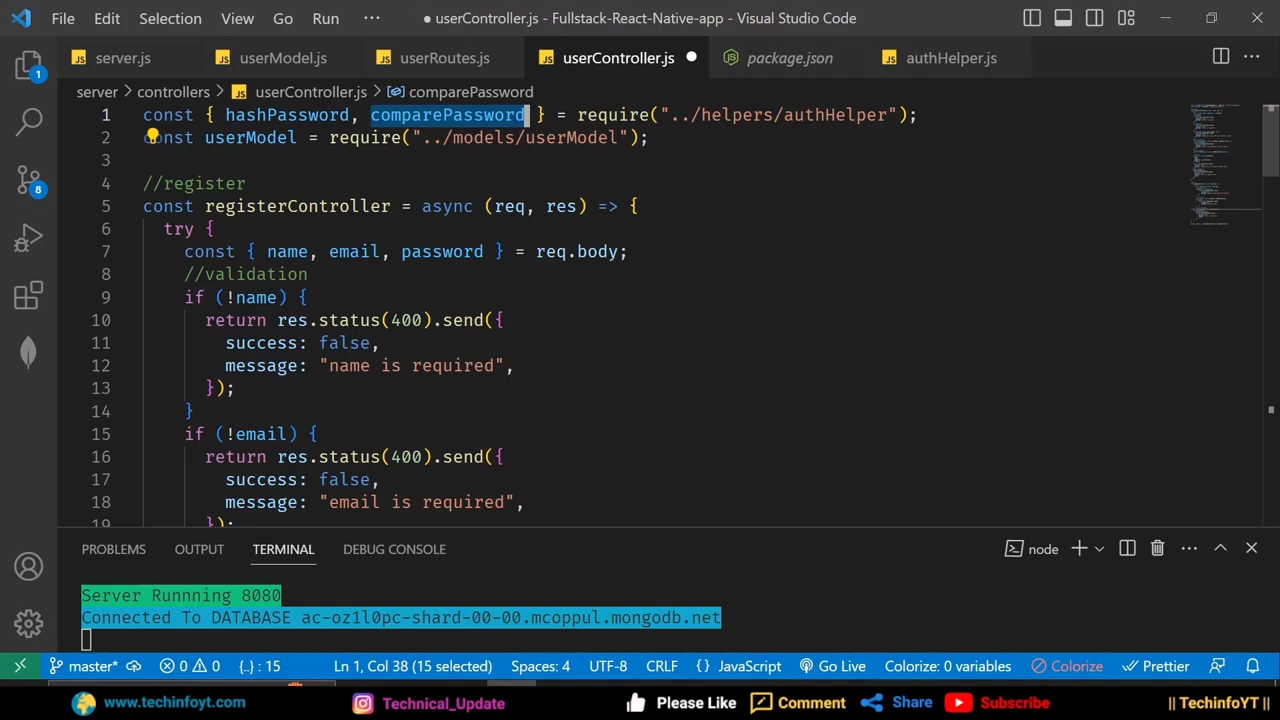 File Edit Selection View Go Run ··· ● userController.js - Fullstack-React-Native-app - Visual Studio Code
JS server.js JS userModel.js JS userRoutes.js JS userController.js ● package.json JS authHelper.js ···
server > controllers > JS userController.js > comparePassword
1 const { hashPassword, comparePassword } = require("../helpers/authHelper");
2 const userModel = require("../models/userModel");
3
4 //register
5 const registerController = async (req, res) => {
6 try {
7 const { name, email, password } = req.body;
8 //validation
9 if (!name) {
10 return res.status(400).send({
11 success: false,
12 message: "name is required",
13 });
14 }
15 if (!email) {
16 return res.status(400).send({
17 success: false,
18 message: "email is required",
19 });
1
8
PROBLEMS OUTPUT TERMINAL DEBUG CONSOLE node ···
Server Runnning 8080
Connected To DATABASE ac-oz1l0pc-shard-00-00.mcoppul.mongodb.net
master* 0 0 {..} : 15 Ln 1, Col 38 (15 selected) Spaces: 4 UTF-8 CRLF {} JavaScript Go Live Colorize: 0 variables Colorize Prettier
www.techinfoyt.com Technical_Update Please Like Comment Share Subscribe || TechinfoYT ||